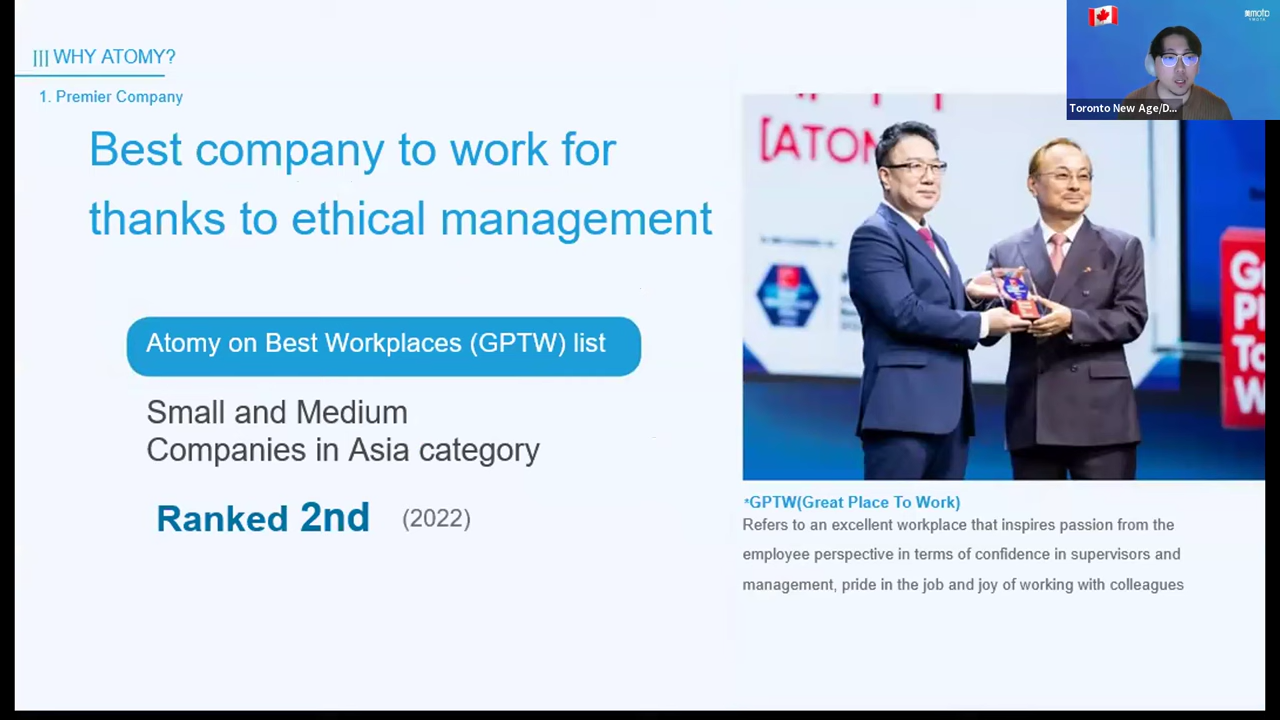 ||| WHY ATOMY?
1. Premier Company
Best company to work for
thanks to ethical management
Atomy on Best Workplaces (GPTW) list
Small and Medium
Companies in Asia category
Ranked 2nd (2022)
[ATOM
*GPTW(Great Place To Work)
Refers to an excellent workplace that inspires passion from the
employee perspective in terms of confidence in supervisors and
management, pride in the job and joy of working with colleagues
Toronto New Age/D...